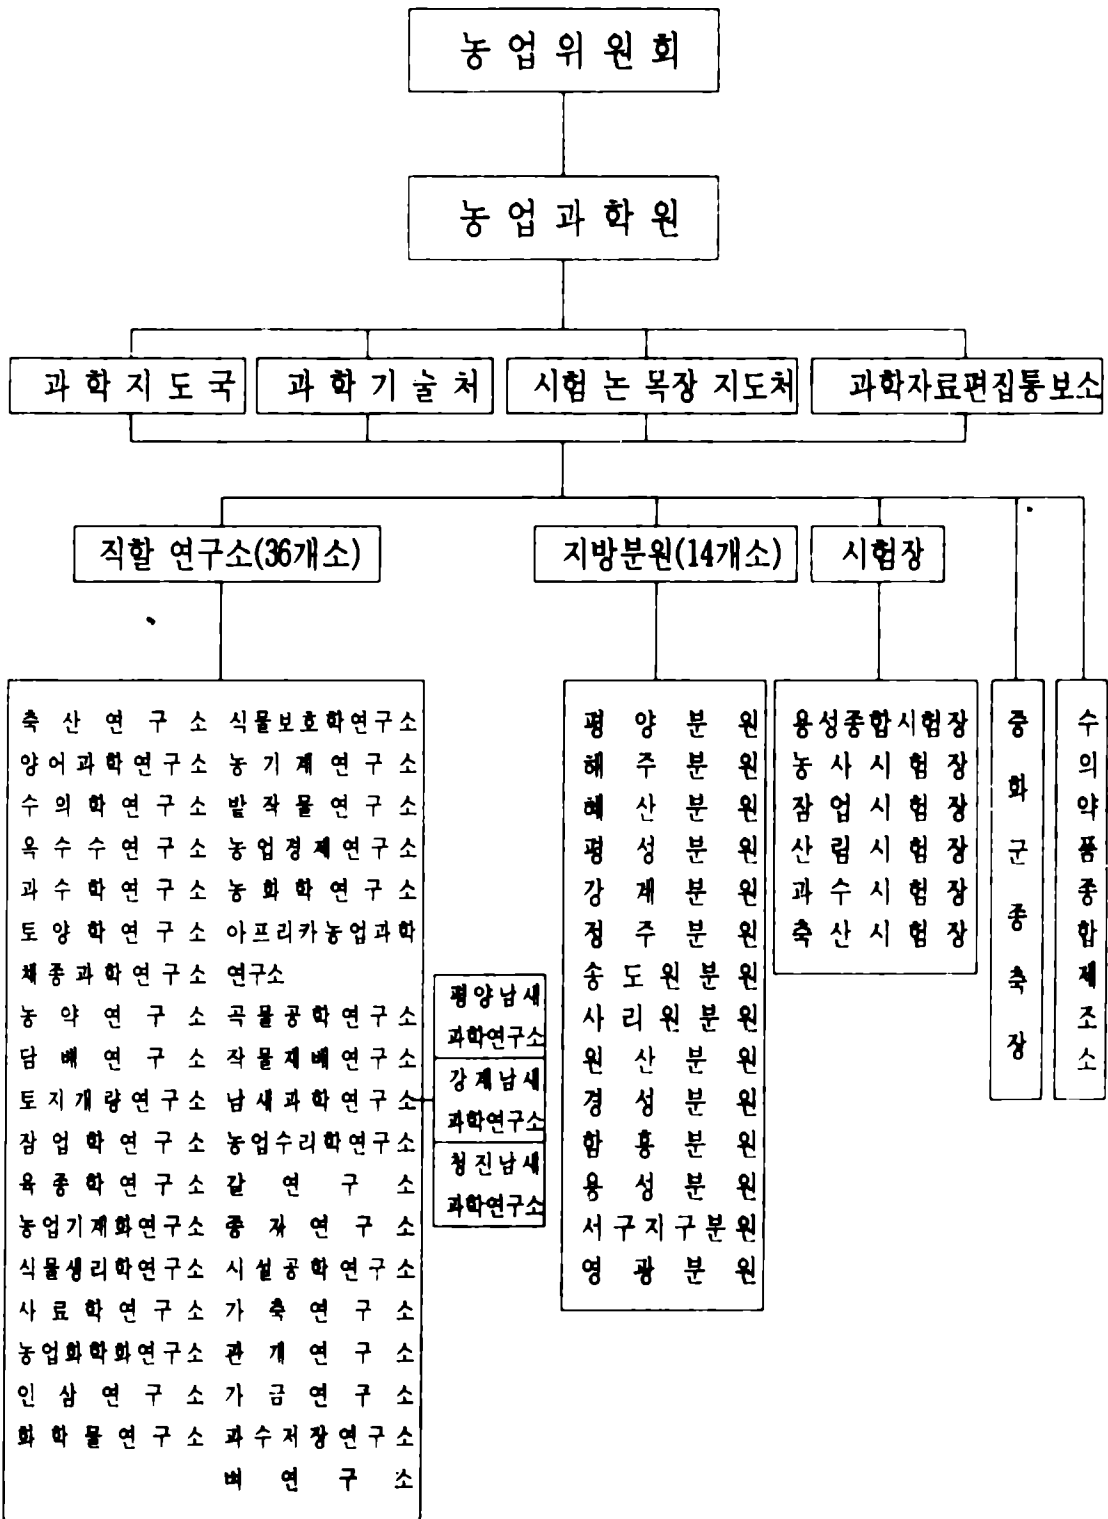 농업위원회
농업과학원
과학지도국
과학기술처
시험 논 목장 지도처
과학자료편집통보소
직할 연구소(36개소)
지방분원(14개소)
시험장
축산연구소 식물보호학연구소
양어과학연구소 농기계연구소
수의학연구소 밭작물연구소
옥수수연구소 농업경제연구소
과수학연구소 농화학연구소
토양학연구소 아프리카농업과학
채종과학연구소 연구소
농약연구소 곡물공학연구소
담배연구소 작물재배연구소
토지개량연구소 남새과학연구소
잠업학연구소 농업수리학연구소
육종학연구소 갈연구소
농업기계화연구소 종자연구소
식물생리학연구소 시설공학연구소
사료학연구소 가축연구소
농업화학화연구소 관개연구소
인삼연구소 가금연구소
화학물연구소 과수저장연구소
벼연구소
평양남새
과학연구소
강계남새
과학연구소
청진남새
과학연구소
평양분원
해주분원
혜산분원
평성분원
강계분원
정주분원
송도원분원
사리원분원
원산분원
경성분원
함흥분원
용성분원
서구지구분원
영광분원
용성종합시험장
농사시험장
잠업시험장
산림시험장
과수시험장
축산시험장
중화군종축장
수의약품종합제조소